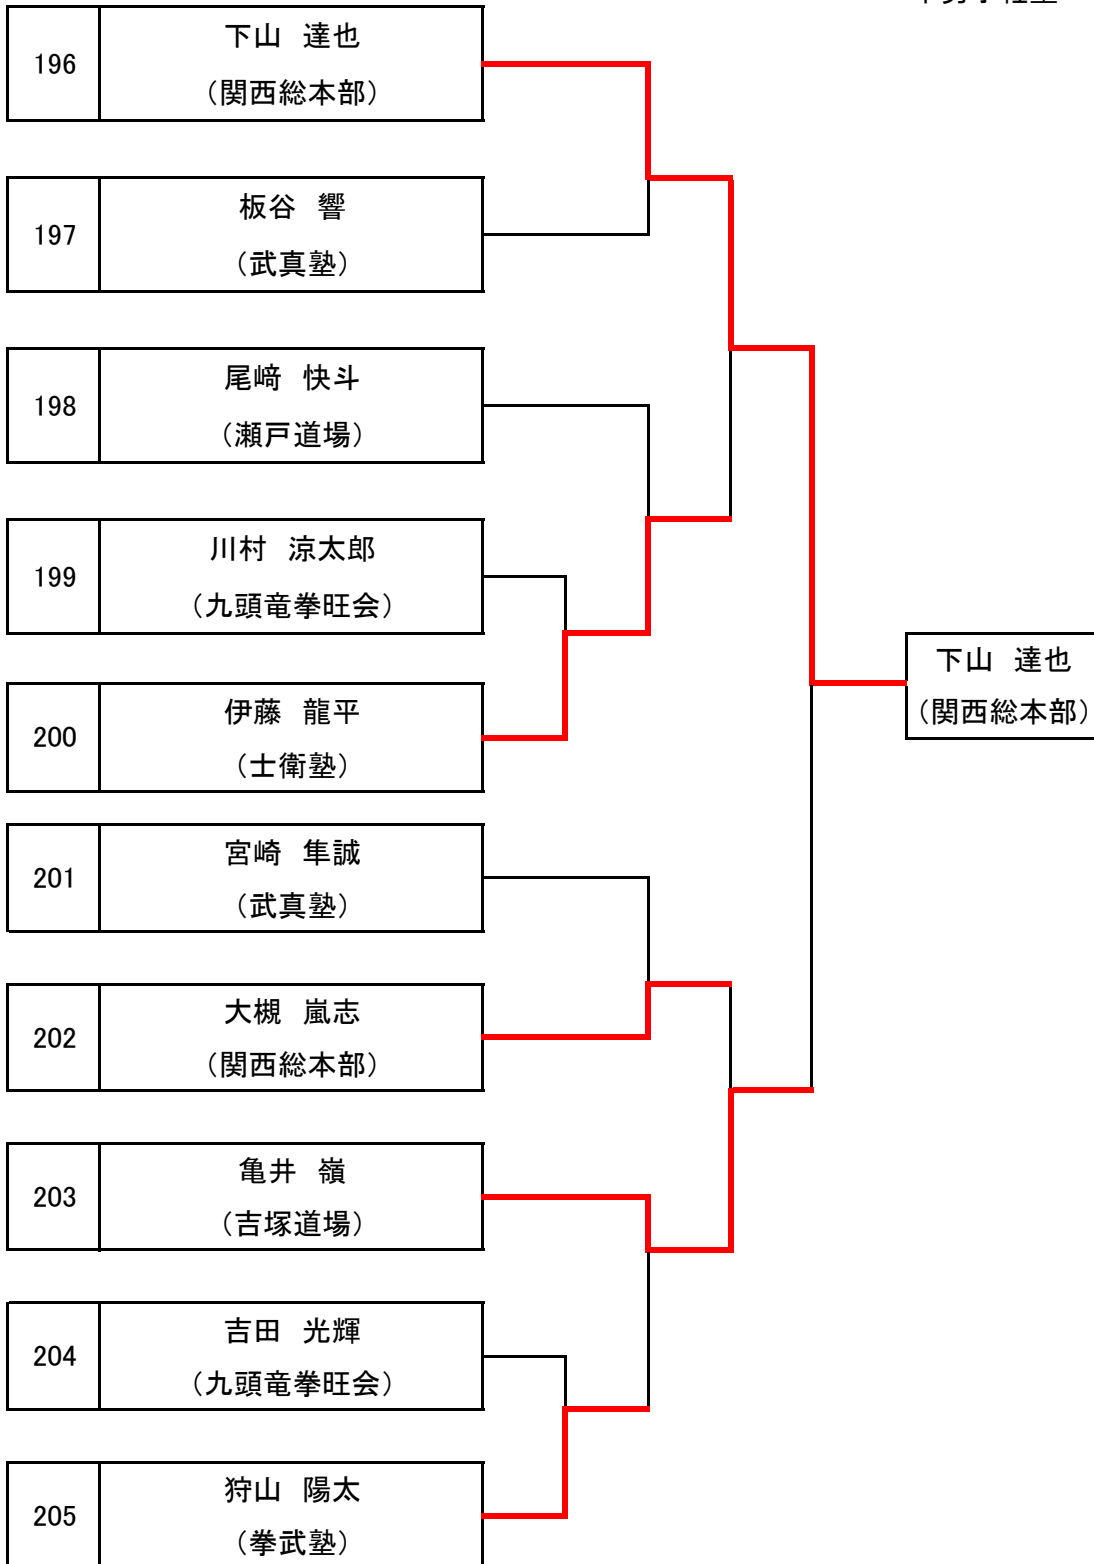 196
下山 達也
(関西総本部)
197
板谷 響
(武真塾)
198
尾﨑 快斗
(瀬戸道場)
199
川村 涼太郎
(九頭竜拳旺会)
200
伊藤 龍平
(士衛塾)
201
宮崎 隼誠
(武真塾)
202
大槻 嵐志
(関西総本部)
203
亀井 嶺
(吉塚道場)
204
吉田 光輝
(九頭竜拳旺会)
205
狩山 陽太
(拳武塾)
下山 達也
(関西総本部)